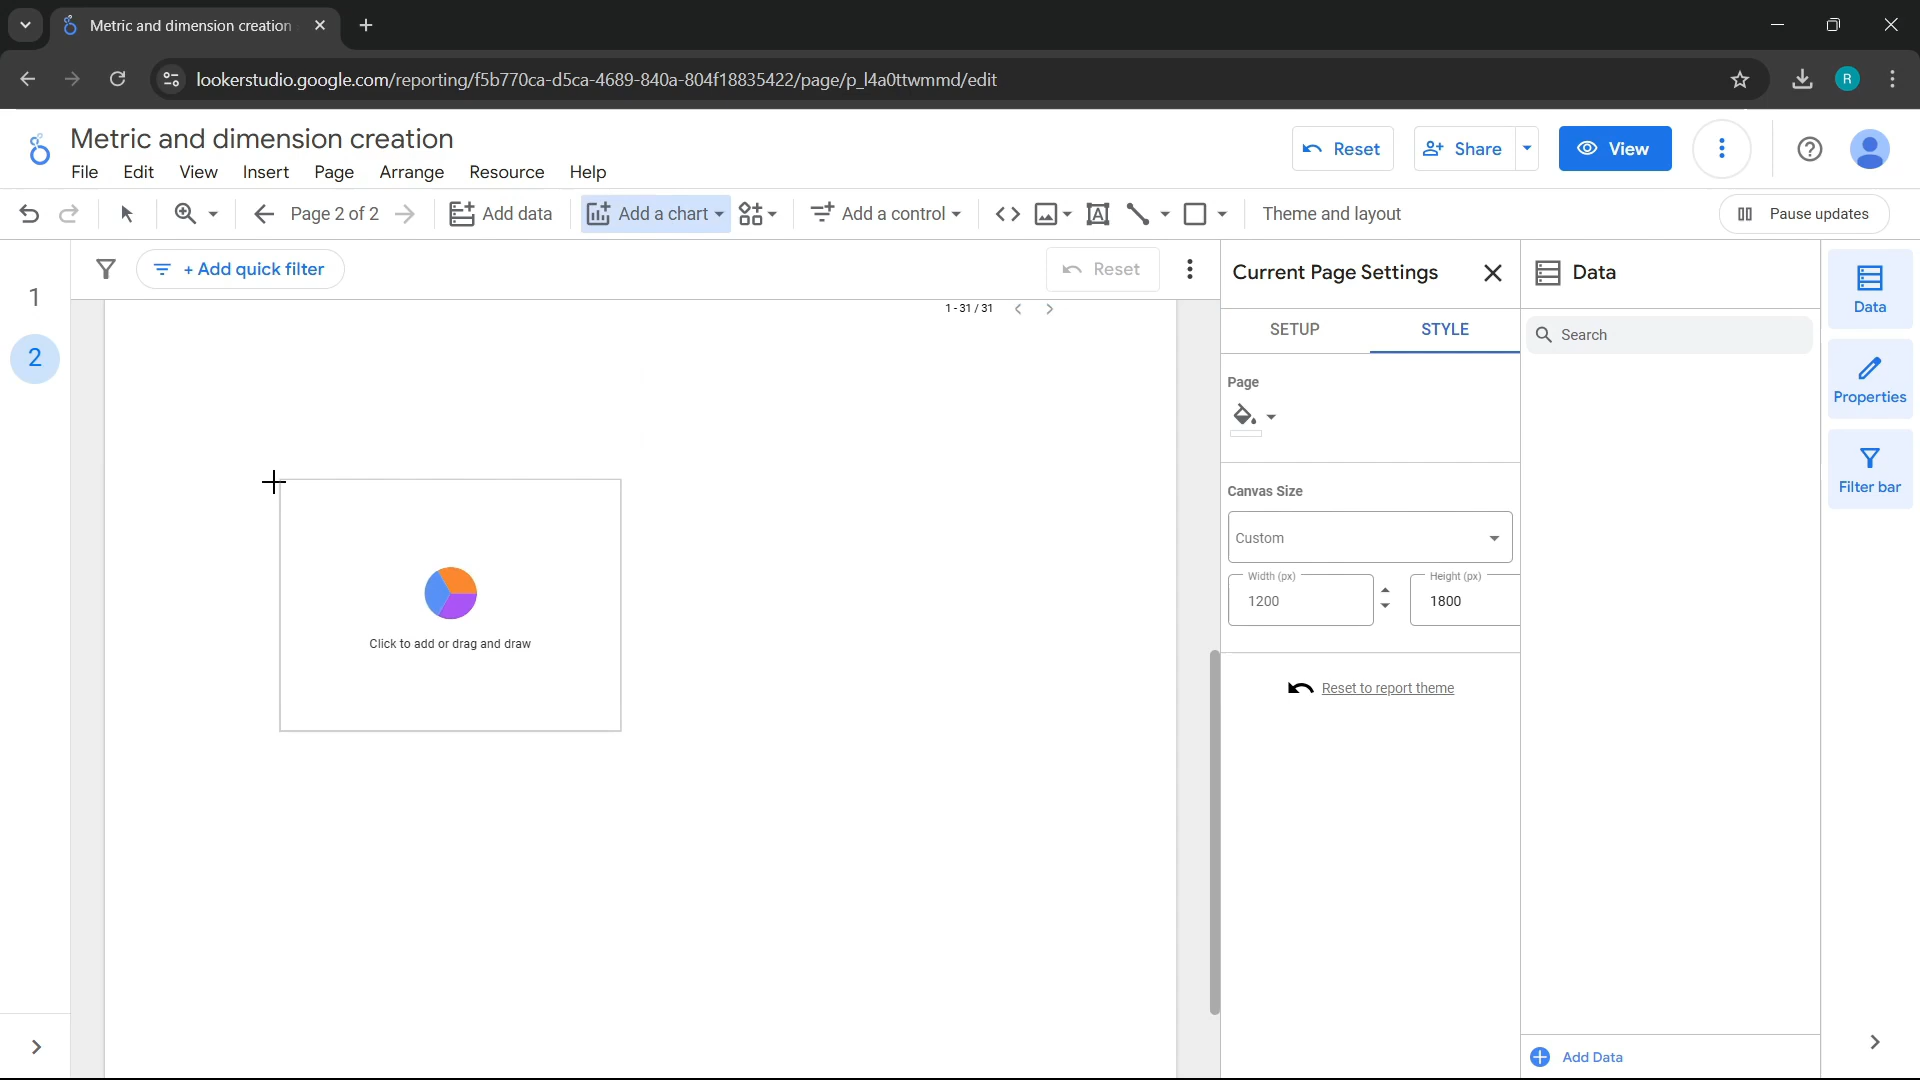 Metric and dimension creation
lookerstudio.google.com/reporting/f5b770ca-d5ca-4689-840a-804f18835422/page/p_l4a0ttwmmd/edit
R
Metric and dimension creation
File Edit View Insert Page Arrange Resource Help
Reset
Share
View
Page 2 of 2
Add data
Add a chart
Add a control
Theme and layout
Pause updates
1
2
+ Add quick filter
Reset
1 - 31 / 31
Click to add or drag and draw
Current Page Settings
SETUP
STYLE
Page
Canvas Size
Custom
Width (px)
1200
Height (px)
1800
Reset to report theme
Data
Search
Add Data
Data
Properties
Filter bar